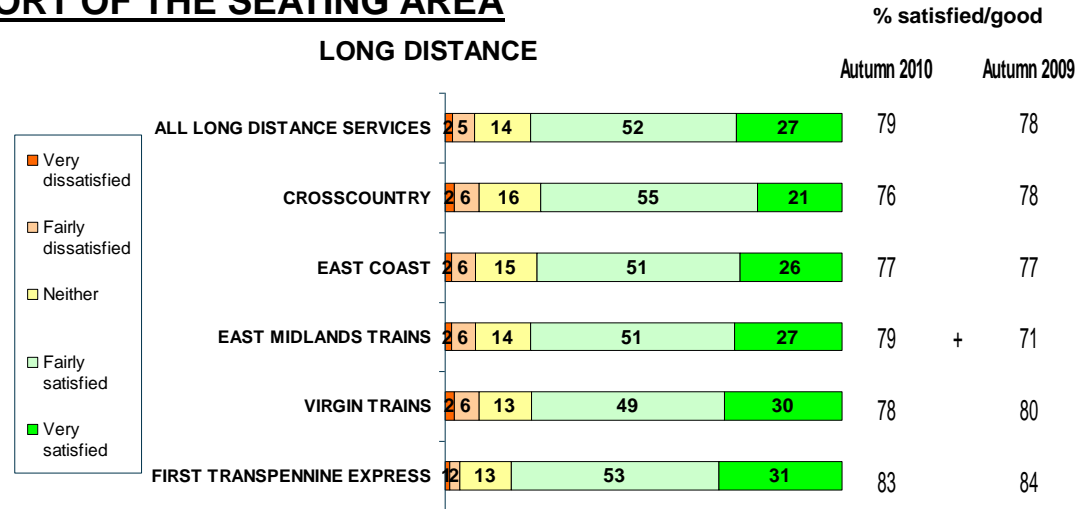 ORT OF THE SEATING AREA
% satisfied/good
LONG DISTANCE
Autumn 2010 Autumn 2009
ALL LONG DISTANCE SERVICES 2 5 14 52 27 79 78
Very
dissatisfied
CROSSCOUNTRY 2 6 16 55 21 76 78
Fairly
dissatisfied
EAST COAST 2 6 15 51 26 77 77
Neither
EAST MIDLANDS TRAINS 2 6 14 51 27 79 + 71
Fairly
satisfied
VIRGIN TRAINS 2 6 13 49 30 78 80
Very
satisfied
FIRST TRANSPENNINE EXPRESS 1 2 13 53 31 83 84